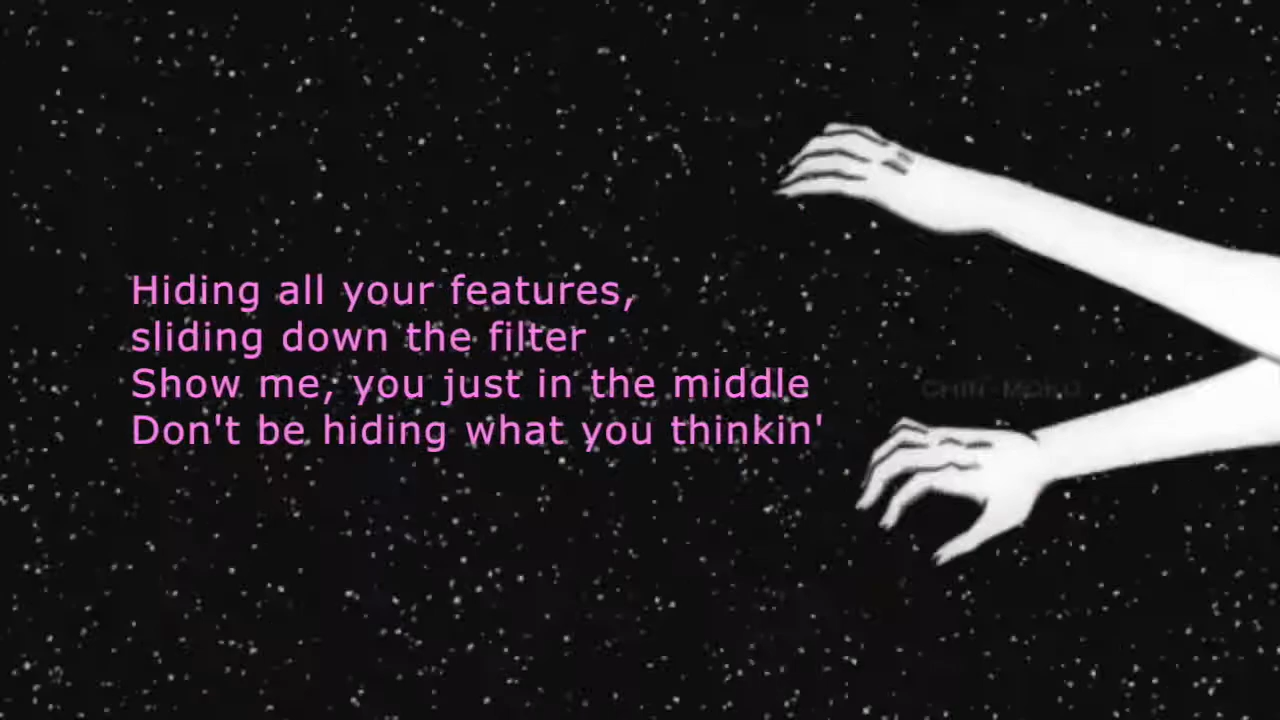 Hiding all your features,
sliding down the filter
Show me, you just in the middle
Don't be hiding what you thinkin'